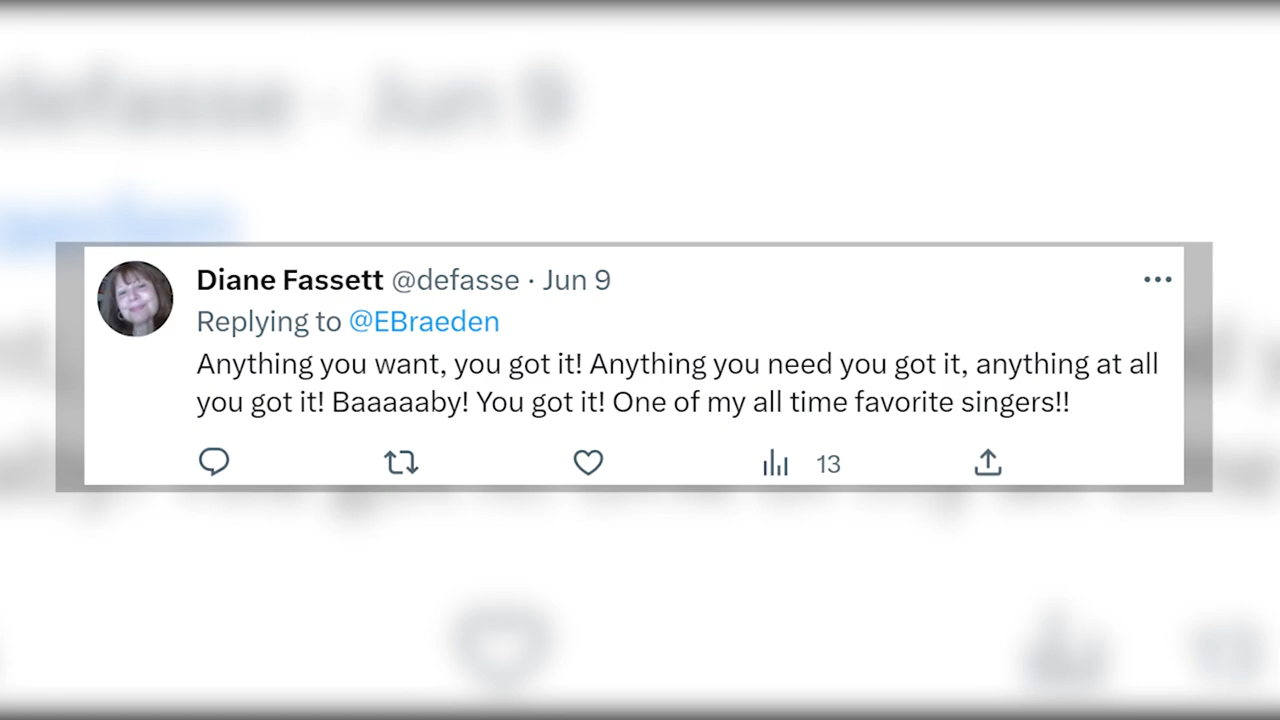 Diane Fassett @defasse · Jun 9
Replying to @EBraeden
Anything you want, you got it! Anything you need you got it, anything at all
you got it! Baaaaaby! You got it! One of my all time favorite singers!!
13